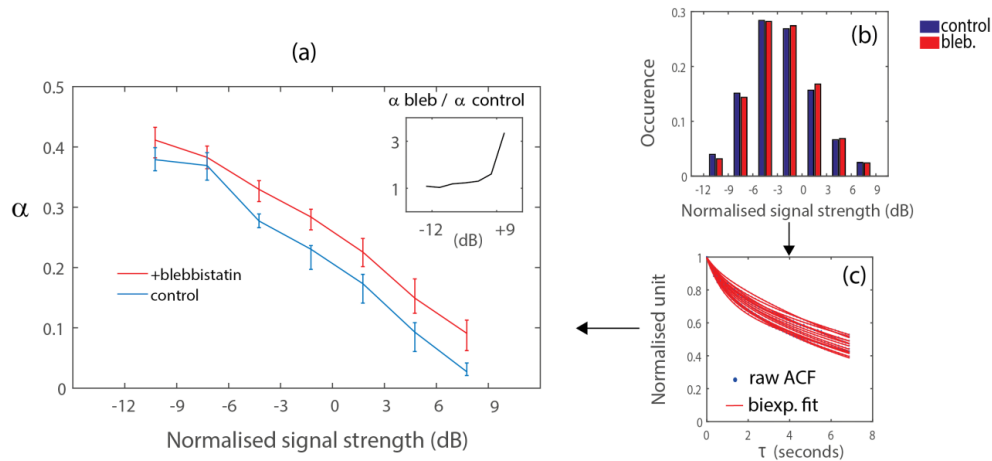 (a)
α
0.5
0.4
0.3
0.2
0.1
0
-12 -9 -6 -3 0 3 6 9
Normalised signal strength (dB)
+blebbistatin
control
α bleb / α control
3
1
-12 +9
(dB)
(b)
control
bleb.
Occurence
0.3
0.2
0.1
0
-12 -9 -6 -3 0 3 6 9
Normalised signal strength (dB)
(c)
Normalised unit
1
0.8
0.6
0.4
0.2
0
0 2 4 6 8
τ (seconds)
raw ACF
biexp. fit